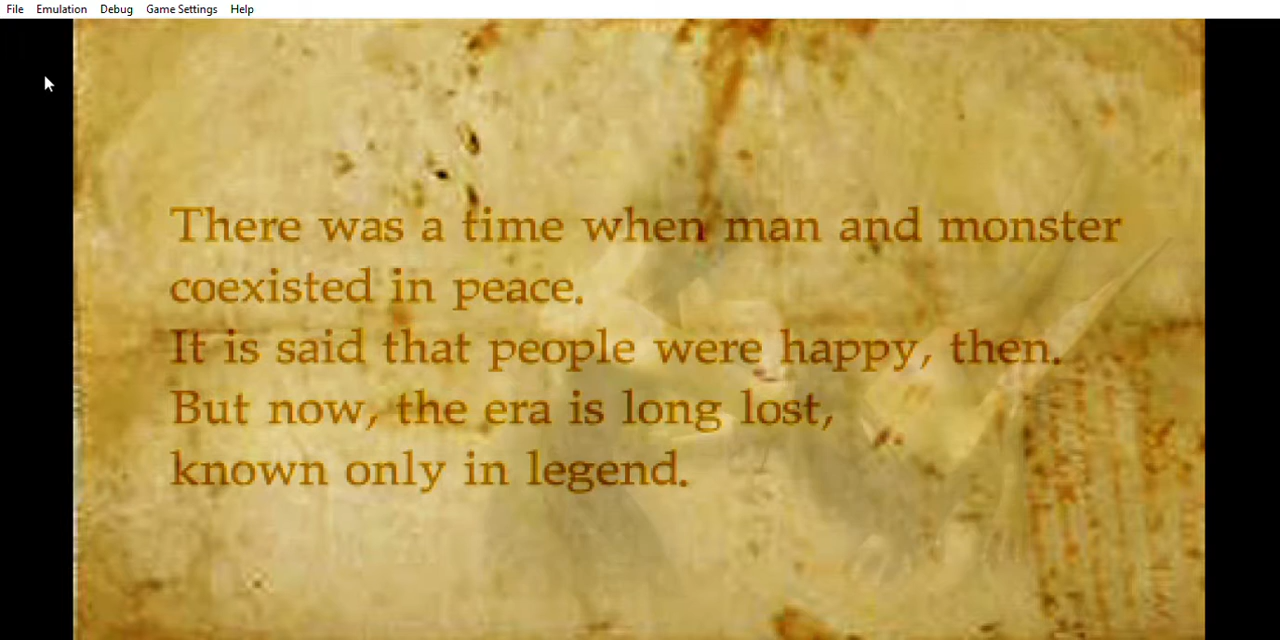 File Emulation Debug Game Settings Help
There was a time when man and monster
coexisted in peace.
It is said that people were happy, then.
But now, the era is long lost,
known only in legend.